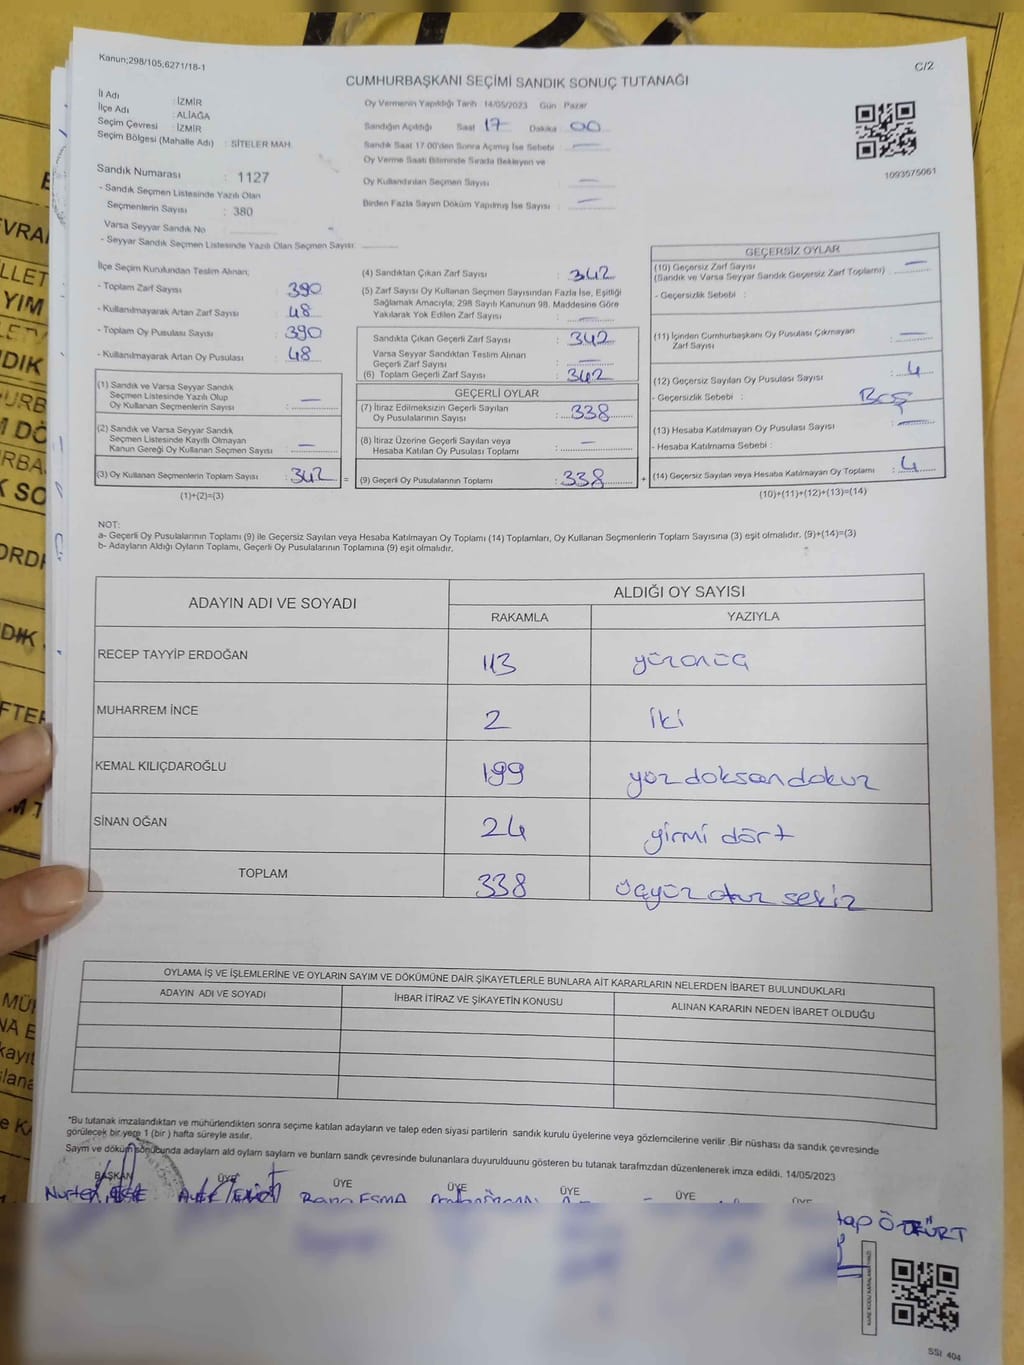 Kanun;298/105,6271/18-1
C/2
CUMHURBAŞKANI SEÇİMİ SANDIK SONUÇ TUTANAĞI
İl Adı : İZMİR
İlçe Adı : ALİAĞA
Seçim Çevresi : İZMİR
Seçim Bölgesi (Mahalle Adı) : SİTELER MAH.
Oy Vermenin Yapıldığı Tarih 14/05/2023 Gün Pazar
Sandığın Açıldığı Saat 17 Dakika 00
Sandık Saat 17:00'den Sonra Açmış İse Sebebi : —
Oy Verme Saati Bitiminde Sırada Bekleyen ve
Oy Kullandırılan Seçmen Sayısı : —
Birden Fazla Sayım Döküm Yapılmış İse Sayısı : —
1093575061
Sandık Numarası : 1127
- Sandık Seçmen Listesinde Yazılı Olan
Seçmenlerin Sayısı : 380
Varsa Seyyar Sandık No
- Seyyar Sandık Seçmen Listesinde Yazılı Olan Seçmen Sayısı:
İlçe Seçim Kurulundan Teslim Alınan;
- Toplam Zarf Sayısı : 390
- Kullanılmayarak Artan Zarf Sayısı : 48
- Toplam Oy Pusulası Sayısı : 390
- Kullanılmayarak Artan Oy Pusulası : 48
(1) Sandık ve Varsa Seyyar Sandık
Seçmen Listesinde Yazılı Olup
Oy Kullanan Seçmenlerin Sayısı : —
(2) Sandık ve Varsa Seyyar Sandık
Seçmen Listesinde Kayıtlı Olmayan
Kanun Gereği Oy Kullanan Seçmen Sayısı : —
(3) Oy Kullanan Seçmenlerin Toplam Sayısı : 342 =
(1)+(2)=(3)
(4) Sandıktan Çıkan Zarf Sayısı : 342
(5) Zarf Sayısı Oy Kullanan Seçmen Sayısından Fazla İse, Eşitliği
Sağlamak Amacıyla; 298 Sayılı Kanunun 98. Maddesine Göre
Yakılarak Yok Edilen Zarf Sayısı : —
Sandıkta Çıkan Geçerli Zarf Sayısı : 342
Varsa Seyyar Sandıktan Teslim Alınan
Geçerli Zarf Sayısı : —
(6) Toplam Geçerli Zarf Sayısı : 342
GEÇERLİ OYLAR
(7) İtiraz Edilmeksizin Geçerli Sayılan
Oy Pusulalarının Sayısı : 338
(8) İtiraz Üzerine Geçerli Sayılan veya
Hesaba Katılan Oy Pusulası Toplamı : —
(9) Geçerli Oy Pusulalarının Toplamı : 338 +
GEÇERSİZ OYLAR
(10) Geçersiz Zarf Sayısı : —
(Sandık ve Varsa Seyyar Sandık Geçersiz Zarf Toplamı)
- Geçersizlik Sebebi :
(11) İçinden Cumhurbaşkanı Oy Pusulası Çıkmayan
Zarf Sayısı : —
(12) Geçersiz Sayılan Oy Pusulası Sayısı : 4
- Geçersizlik Sebebi : Boş
(13) Hesaba Katılmayan Oy Pusulası Sayısı : —
- Hesaba Katılmama Sebebi :
(14) Geçersiz Sayılan veya Hesaba Katılmayan Oy Toplamı : 4
(10)+(11)+(12)+(13)=(14)
NOT:
a- Geçerli Oy Pusulalarının Toplamı (9) ile Geçersiz Sayılan veya Hesaba Katılmayan Oy Toplamı (14) Toplamları, Oy Kullanan Seçmenlerin Toplam Sayısına (3) eşit olmalıdır. (9)+(14)=(3)
b- Adayların Aldığı Oyların Toplamı, Geçerli Oy Pusulalarının Toplamına (9) eşit olmalıdır.
ADAYIN ADI VE SOYADI
ALDIĞI OY SAYISI
RAKAMLA YAZIYLA
RECEP TAYYİP ERDOĞAN 113 yüzonüç
MUHARREM İNCE 2 iki
KEMAL KILIÇDAROĞLU 199 yüz doksan dokuz
SİNAN OĞAN 24 yirmi dört
TOPLAM 338 üçyüz otuz sekiz
OYLAMA İŞ VE İŞLEMLERİNE VE OYLARIN SAYIM VE DÖKÜMÜNE DAİR ŞİKAYETLERLE BUNLARA AİT KARARLARIN NELERDEN İBARET BULUNDUKLARI
ADAYIN ADI VE SOYADI
İHBAR İTİRAZ VE ŞİKAYETİN KONUSU
ALINAN KARARIN NEDEN İBARET OLDUĞU
"Bu tutanak imzalandıktan ve mühürlendikten sonra seçime katılan adayların ve talep eden siyasi partilerin sandık kurulu üyelerine veya gözlemcilerine verilir .Bir nüshası da sandık çevresinde
görülecek bir yere 1 (bir ) hafta süreyle asılır.
Saym ve döküm sonucunda adaylarn ald oylarn saylarn ve bunlarn sandk çevresinde bulunanlara duyurulduunu gösteren bu tutanak tarafmzdan düzenlenerek imza edildi. 14/05/2023
BAŞKAN ÜYE ÜYE ÜYE ÜYE ÜYE ÜYE
SSI 404